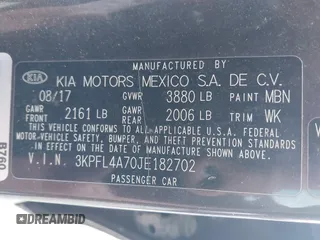 MANUFACTURED BY
KIA KIA MOTORS MEXICO S.A. DE C.V.
08/17 GVWR 3880 LB PAINT MBN
GAWR FRONT 2161 LB GAWR REAR 2006 LB TRIM WK
THIS VEHICLE CONFORMS TO ALL APPLICABLE U.S. FEDERAL
MOTOR VEHICLE SAFETY, BUMPER, AND THEFT PREVENTION
STANDARDS IN EFFECT ON THE DATE OF MANUFACTURE SHOWN ABOVE.
V.I.N. 3KPFL4A70JE182702
PASSENGER CAR
B760